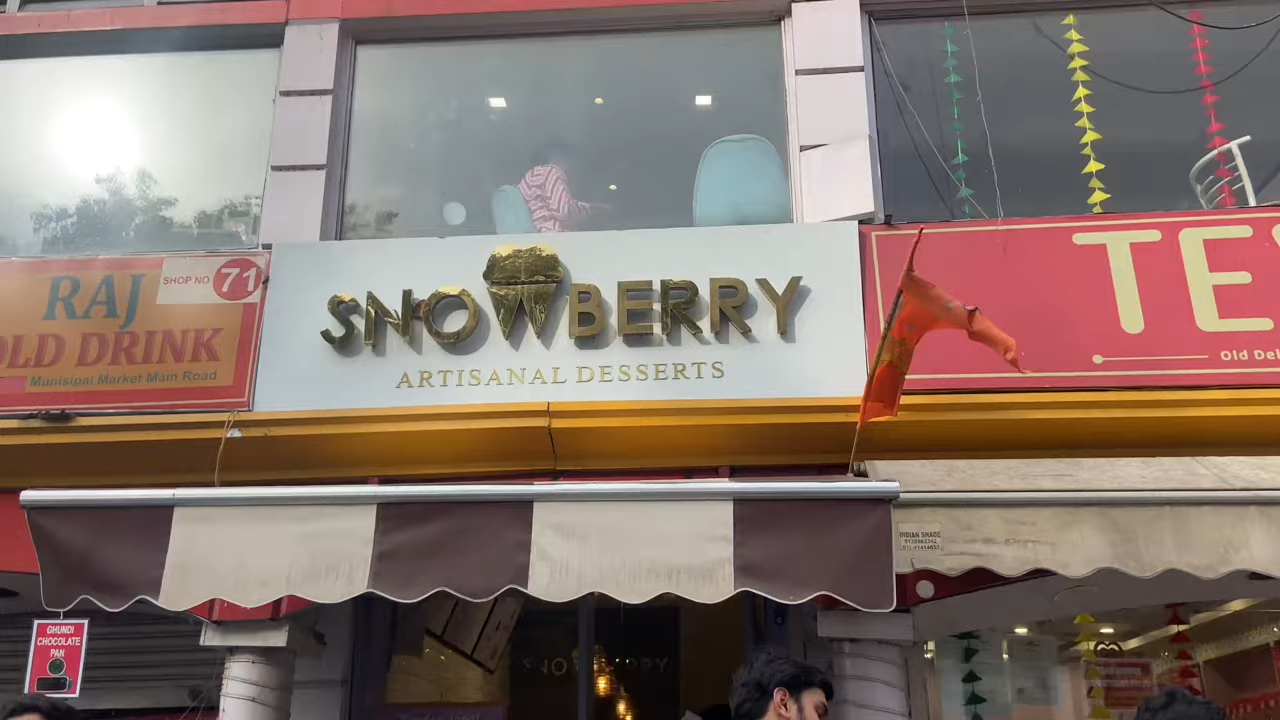 RAJ
SHOP NO 71
OLD DRINK
Munisipal Market Main Road
SNOWBERRY
ARTISANAL DESSERTS
TE
Old Del
INDIAN SHADE
GHUNDI
CHOCOLATE
PAN
SNOWBERRY